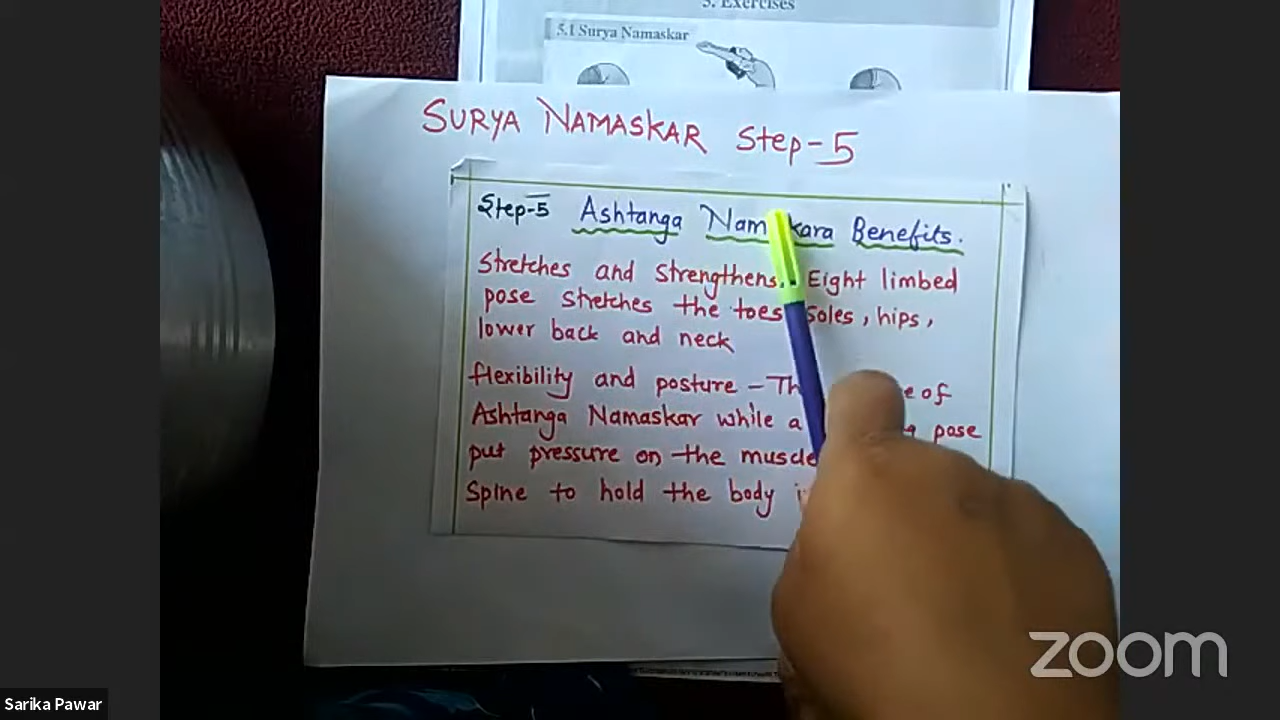 5. Exercises
5.1 Surya Namaskar
SURYA NAMASKAR Step-5
Step-5 Ashtanga Nam kara Benefits.
Stretches and strengthens. Eight limbed
pose stretches the toes Soles, hips,
lower back and neck
flexibility and posture - of
Ashtanga Namaskar while a pose
put pressure on the
Spine to hold the body
Sarika Pawar
zoom